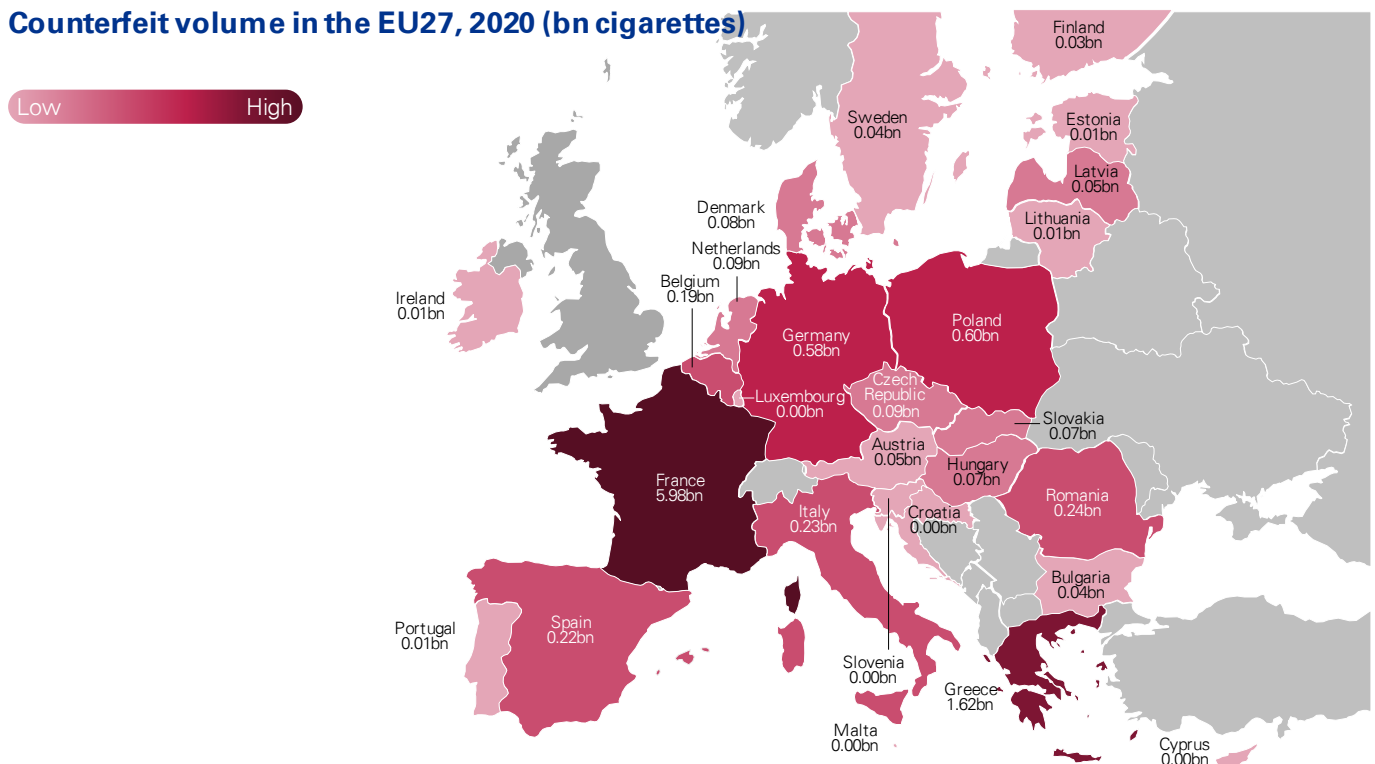 Counterfeit volume in the EU27, 2020 (bn cigarettes)
Low
High
Finland
0.03bn
Sweden
0.04bn
Estonia
0.01bn
Latvia
0.05bn
Lithuania
0.01bn
Denmark
0.08bn
Netherlands
0.09bn
Belgium
0.19bn
Ireland
0.01bn
Germany
0.58bn
Poland
0.60bn
Luxembourg
0.00bn
Czech
Republic
0.09bn
Slovakia
0.07bn
Austria
0.05bn
Hungary
0.07bn
France
5.98bn
Italy
0.23bn
Croatia
0.00bn
Romania
0.24bn
Bulgaria
0.04bn
Portugal
0.01bn
Spain
0.22bn
Slovenia
0.00bn
Greece
1.62bn
Malta
0.00bn
Cyprus
0.00bn